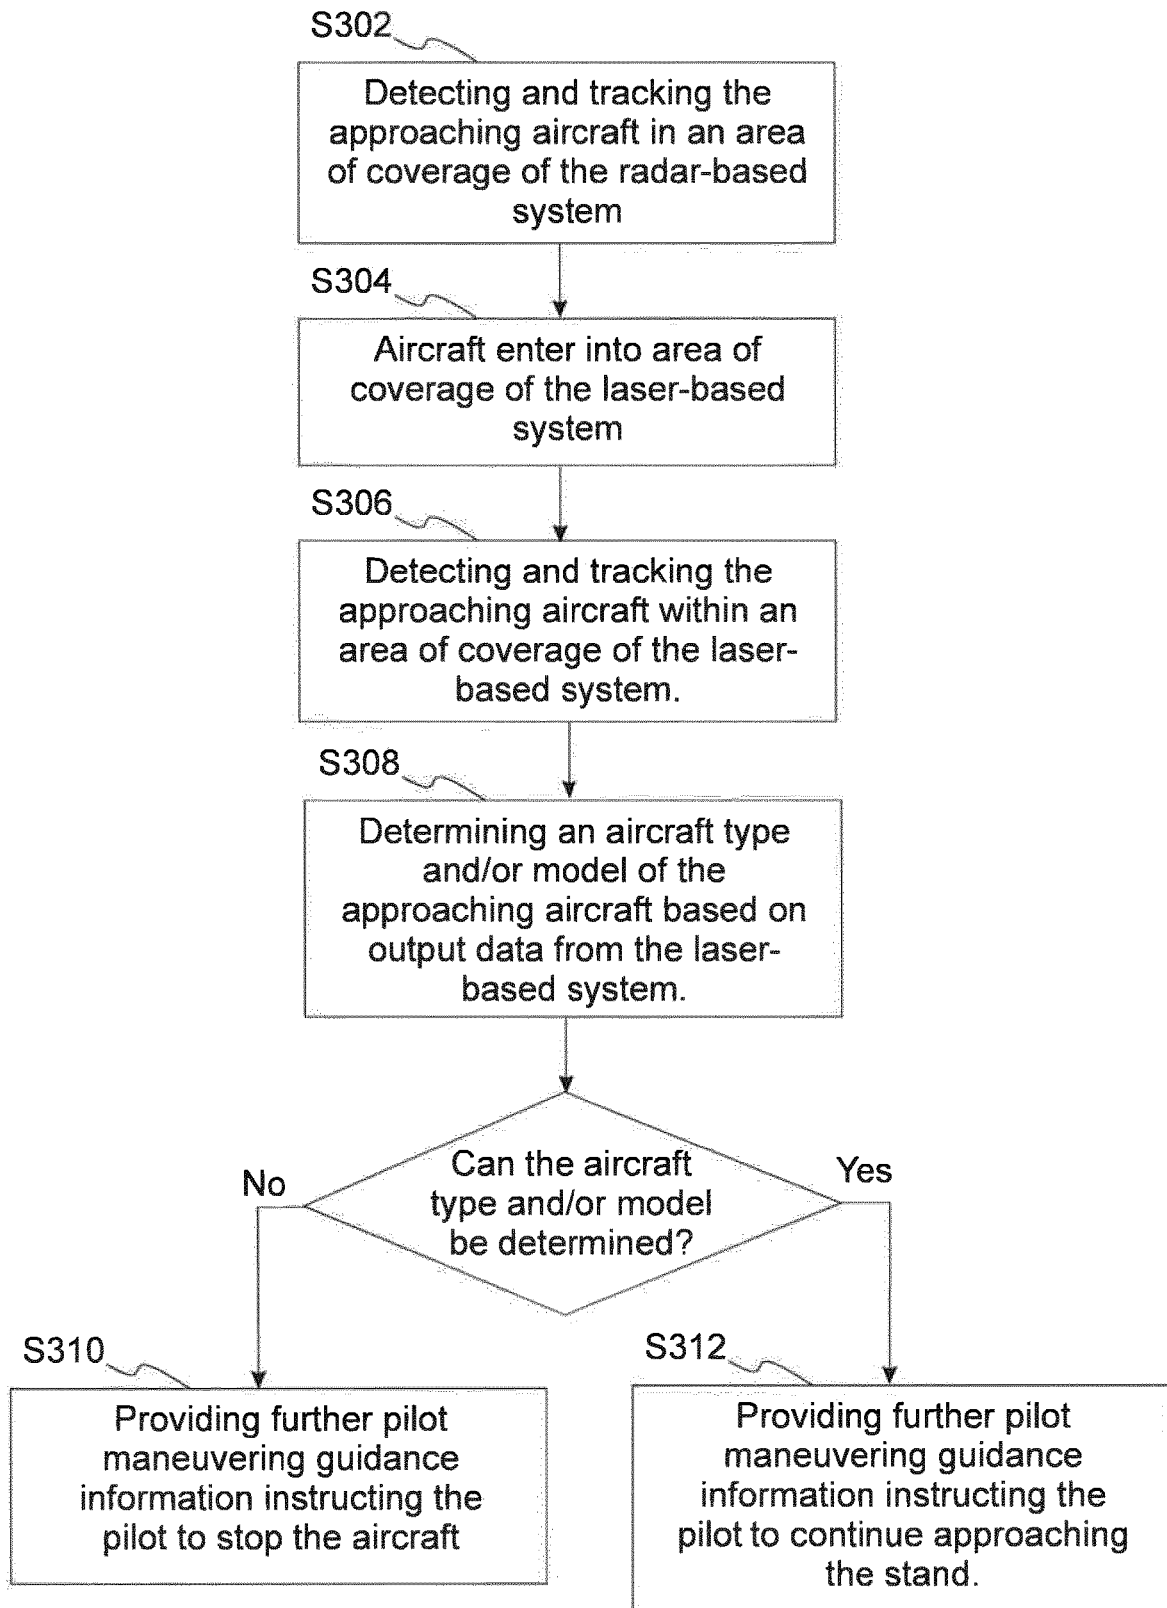 S302
Detecting and tracking the
approaching aircraft in an area
of coverage of the radar-based
system
S304
Aircraft enter into area of
coverage of the laser-based
system
S306
Detecting and tracking the
approaching aircraft within an
area of coverage of the laser-
based system.
S308
Determining an aircraft type
and/or model of the
approaching aircraft based on
output data from the laser-
based system.
Can the aircraft
type and/or model
be determined?
No
Yes
S310
Providing further pilot
maneuvering guidance
information instructing the
pilot to stop the aircraft
S312
Providing further pilot
maneuvering guidance
information instructing the
pilot to continue approaching
the stand.